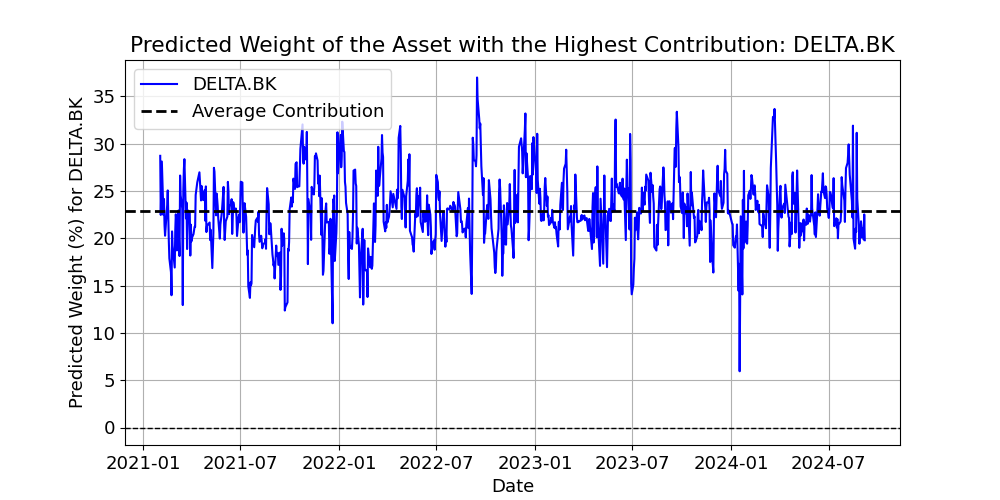 Predicted Weight of the Asset with the Highest Contribution: DELTA.BK
DELTA.BK
Average Contribution
Predicted Weight (%) for DELTA.BK
35
30
25
20
15
10
5
0
2021-01 2021-07 2022-01 2022-07 2023-01 2023-07 2024-01 2024-07
Date